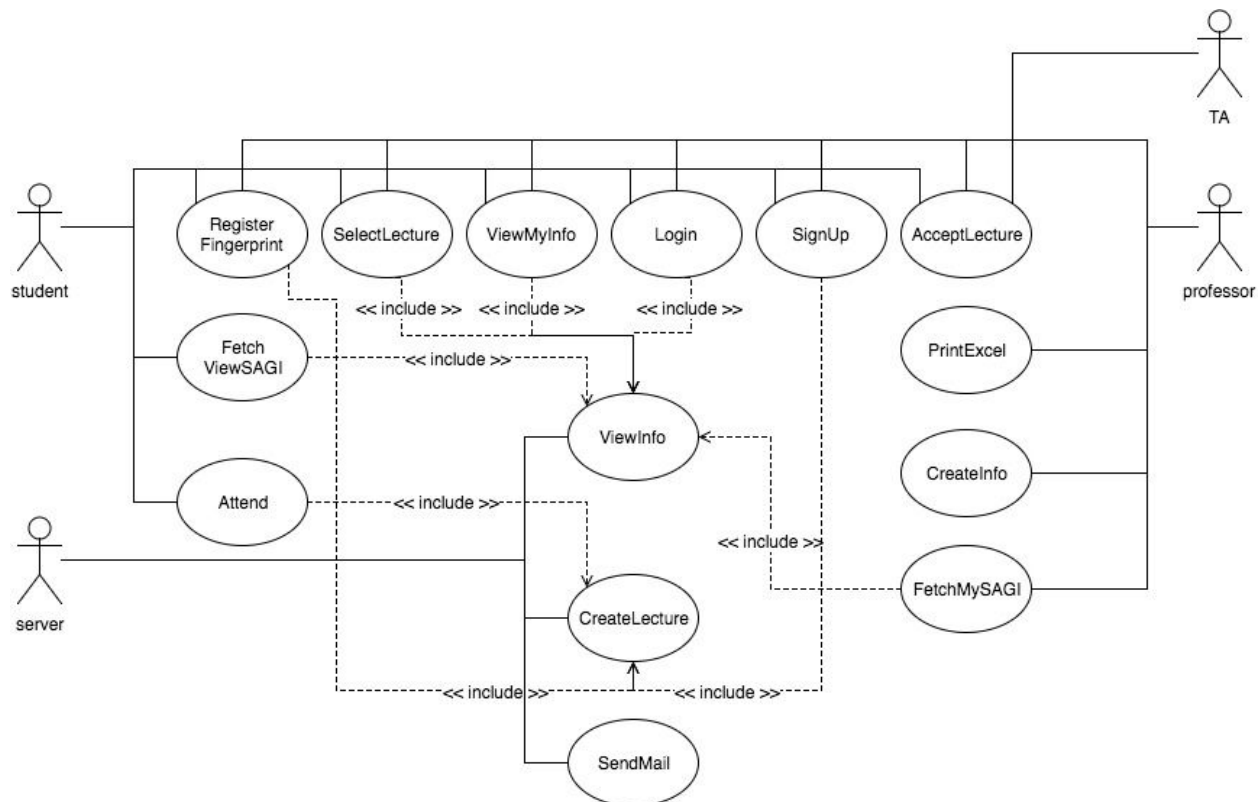 TA
Register
Fingerprint
SelectLecture
ViewMyInfo
Login
SignUp
AcceptLecture
student
professor
<< include >>
<< include >>
<< include >>
Fetch
ViewSAGI
<< include >>
PrintExcel
ViewInfo
CreateInfo
Attend
<< include >>
<< include >>
server
CreateLecture
FetchMySAGI
<< include >>
<< include >>
SendMail